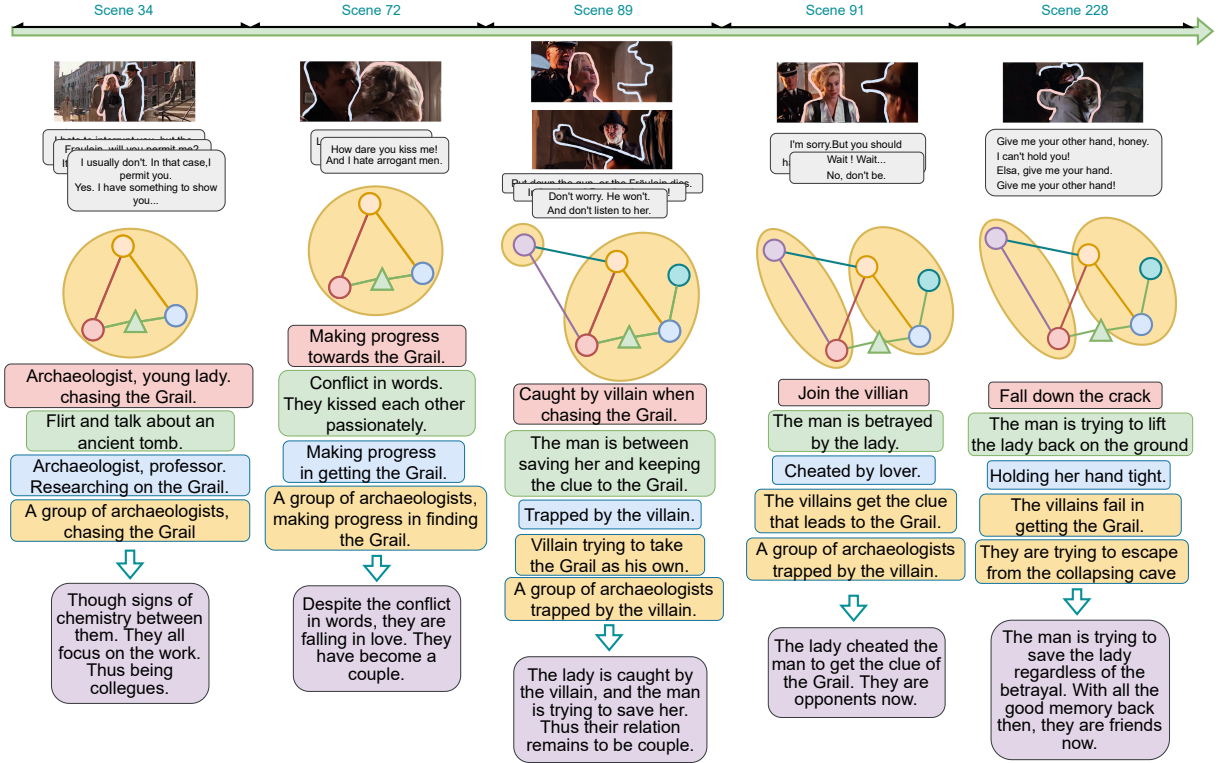 Scene 34
Scene 72
Scene 89
Scene 91
Scene 228
I usually don't. In that case,I
permit you.
Yes. I have something to show
you...
How dare you kiss me!
And I hate arrogant men.
Put down the gun, or the Fräulein dies.
Don't worry. He won't.
And don't listen to her.
I'm sorry.But you should
Wait ! Wait...
No, don't be.
Give me your other hand, honey.
I can't hold you!
Elsa, give me your hand.
Give me your other hand!
Archaeologist, young lady.
chasing the Grail.
Flirt and talk about an
ancient tomb.
Archaeologist, professor.
Researching on the Grail.
A group of archaeologists,
chasing the Grail
Though signs of
chemistry between
them. They all
focus on the work.
Thus being
collegues.
Making progress
towards the Grail.
Conflict in words.
They kissed each other
passionately.
Making progress
in getting the Grail.
A group of archaeologists,
making progress in finding
the Grail.
Despite the conflict
in words, they are
falling in love. They
have become a
couple.
Caught by villain when
chasing the Grail.
The man is between
saving her and keeping
the clue to the Grail.
Trapped by the villain.
Villain trying to take
the Grail as his own.
A group of archaeologists
trapped by the villain.
The lady is caught by
the villain, and the man
is trying to save her.
Thus their relation
remains to be couple.
Join the villian
The man is betrayed
by the lady.
Cheated by lover.
The villains get the clue
that leads to the Grail.
A group of archaeologists
trapped by the villain.
The lady cheated the
man to get the clue of
the Grail. They are
opponents now.
Fall down the crack
The man is trying to lift
the lady back on the ground
Holding her hand tight.
The villains fail in
getting the Grail.
They are trying to escape
from the collapsing cave
The man is trying to
save the lady
regardless of the
betrayal. With all the
good memory back
then, they are friends
now.